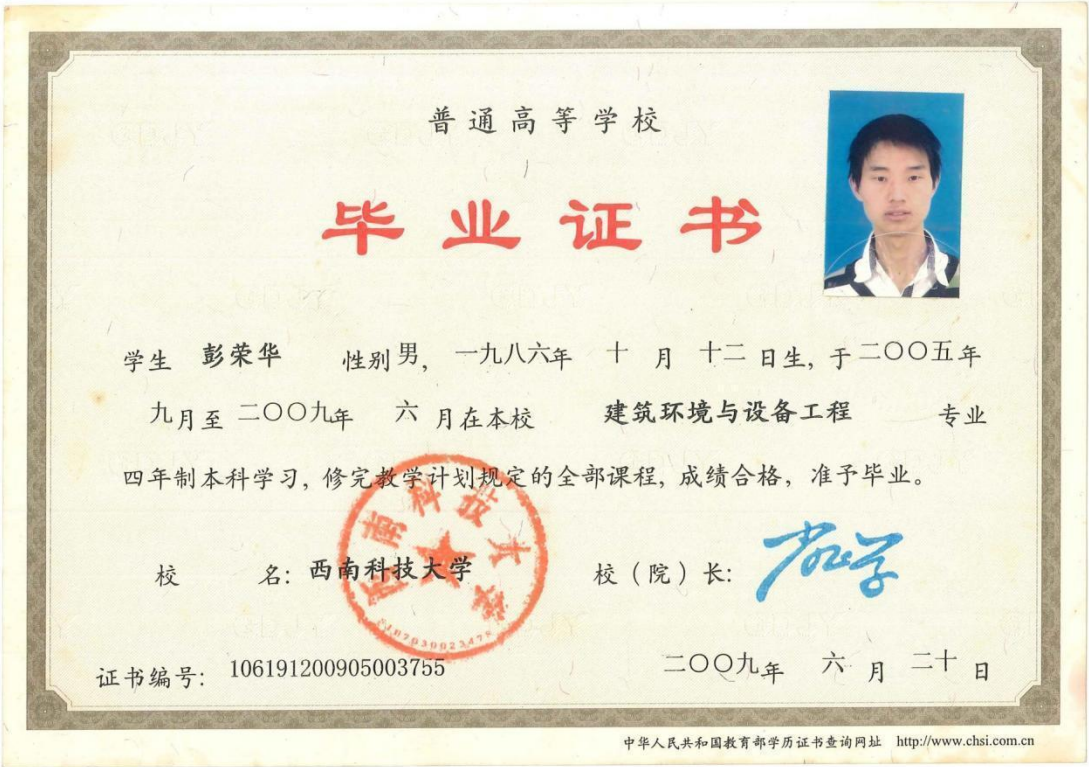 普通高等学校
毕业证书
学生 彭荣华 性别 男, 一九八六年 十 月 十二 日生, 于二〇〇五年
九月至 二〇〇九年 六 月在本校 建筑环境与设备工程 专业
四年制本科学习, 修完教学计划规定的全部课程, 成绩合格, 准予毕业。
校 名: 西南科技大学 校(院)长:
西南科技大学
证书编号: 106191200905003755 二〇〇九年 六 月 二十 日
中华人民共和国教育部学历证书查询网址 http://www.chsi.com.cn